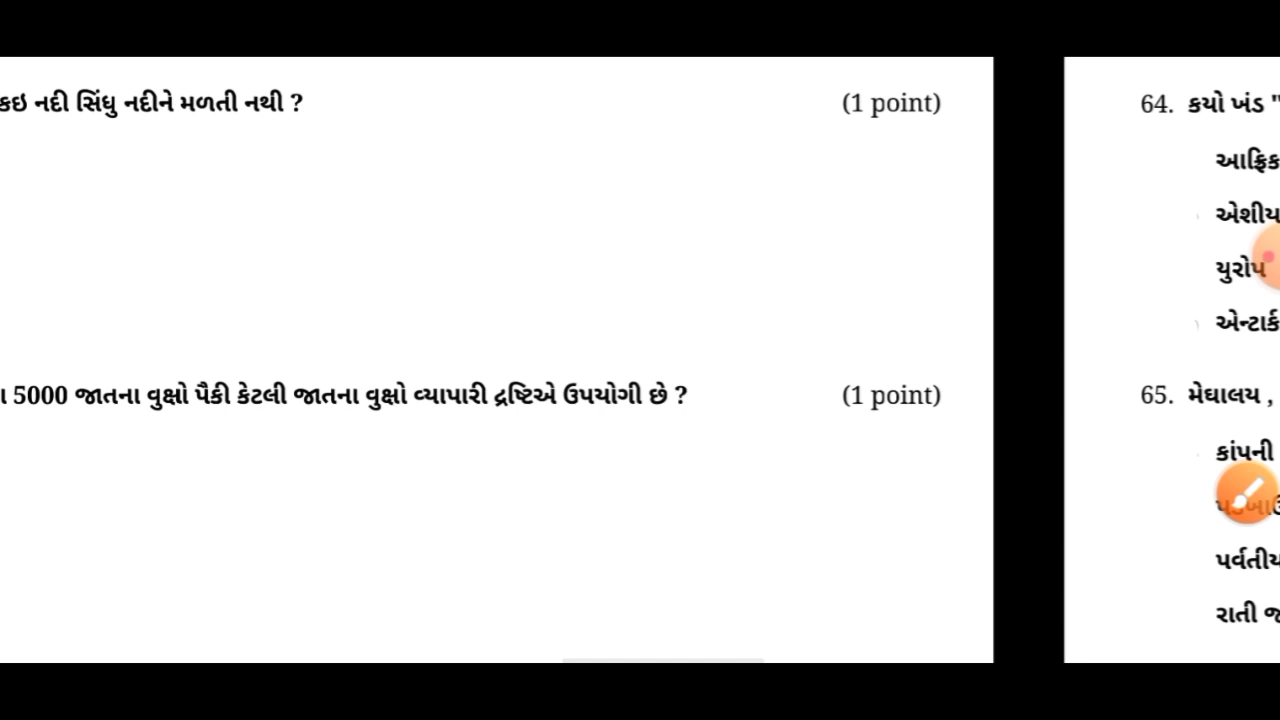 કઇ નદી સિંધુ નદીને મળતી નથી ? (1 point)
5000 જાતના વુક્ષો પૈકી કેટલી જાતના વુક્ષો વ્યાપારી દ્રષ્ટિએ ઉપયોગી છે ? (1 point)
64. કયો ખંડ "
આફ્રિક
એશીય
યુરોપ
એન્ટાર્ક
65. મેઘાલય ,
કાંપની
પર્વતીય
રાતી જ